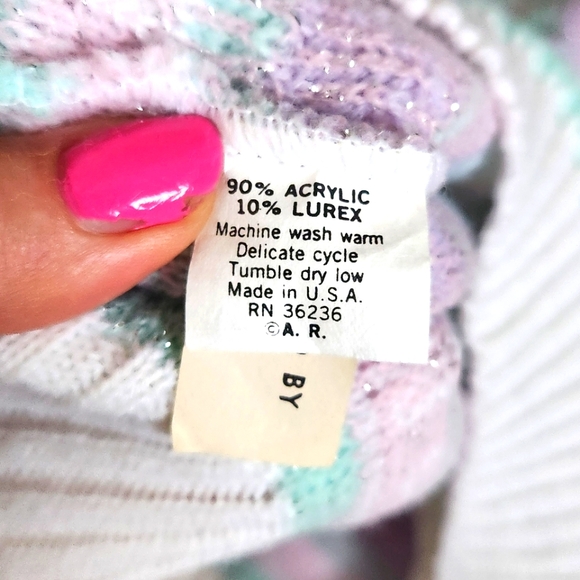 90% ACRYLIC
10% LUREX
Machine wash warm
Delicate cycle
Tumble dry low
Made in U.S.A.
RN 36236
©A. R.
BY